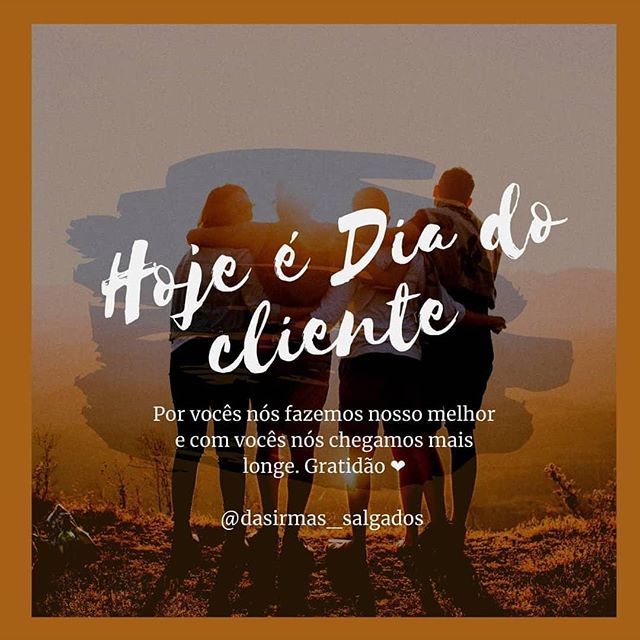 Hoje é Dia do
cliente
Por vocês nós fazemos nosso melhor
e com vocês nós chegamos mais
longe. Gratidão ❤
@dasirmas_salgados